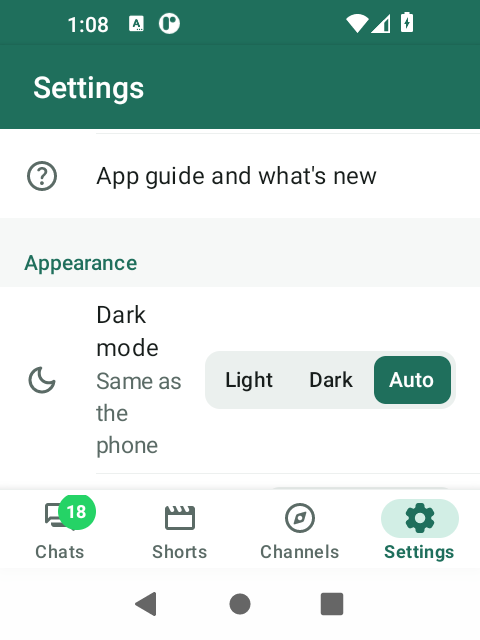 1:08
A
Settings
App guide and what's new
Appearance
Dark
mode
Same as
the
phone
Light
Dark
Auto
18
Chats
Shorts
Channels
Settings